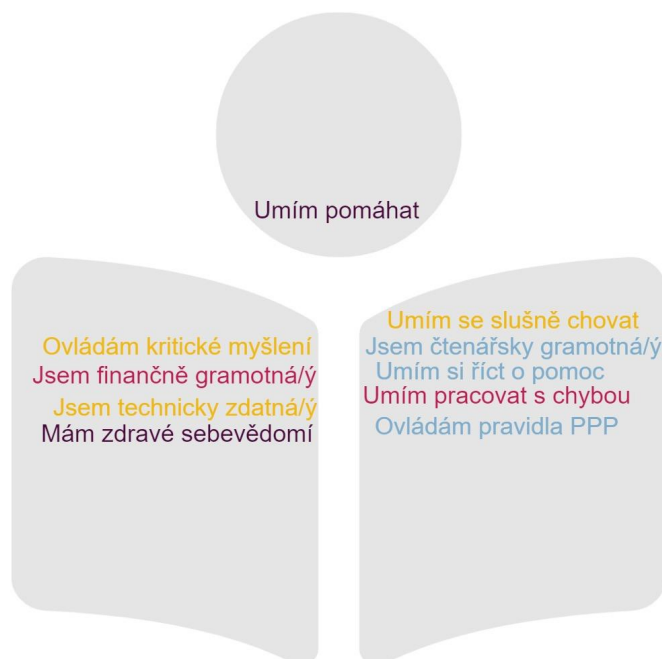 Umím pomáhat
Ovládám kritické myšlení
Jsem finančně gramotná/ý
Jsem technicky zdatná/ý
Mám zdravé sebevědomí
Umím se slušně chovat
Jsem čtenářsky gramotná/ý
Umím si říct o pomoc
Umím pracovat s chybou
Ovládám pravidla PPP